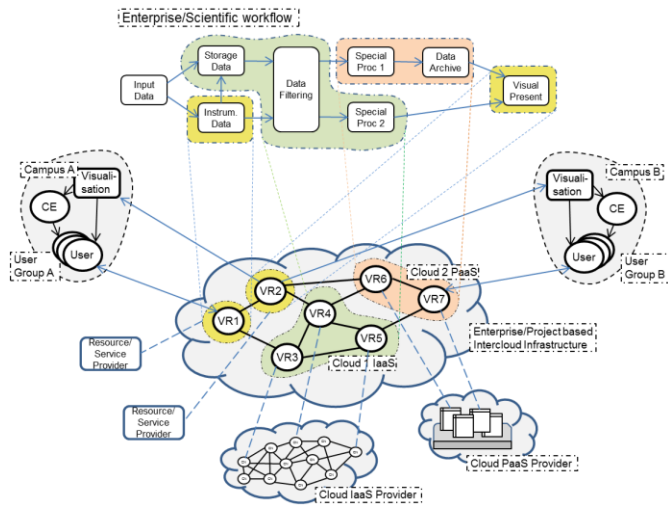 Enterprise/Scientific workflow
Storage
Data
Special
Proc 1
Data
Archive
Input
Data
Data
Filtering
Visual
Present
Instrum.
Data
Special
Proc 2
Campus A
Visuali-
sation
CE
User
User
Group A
Campus B
Visuali-
sation
CE
User
User
Group B
Cloud 2 PaaS
VR6
VR2
VR7
VR4
VR1
VR5
VR3
Cloud 1 IaaS
Enterprise/Project based
Intercloud Infrastructure
Resource/
Service
Provider
Resource/
Service
Provider
Cloud PaaS Provider
Cloud IaaS Provider